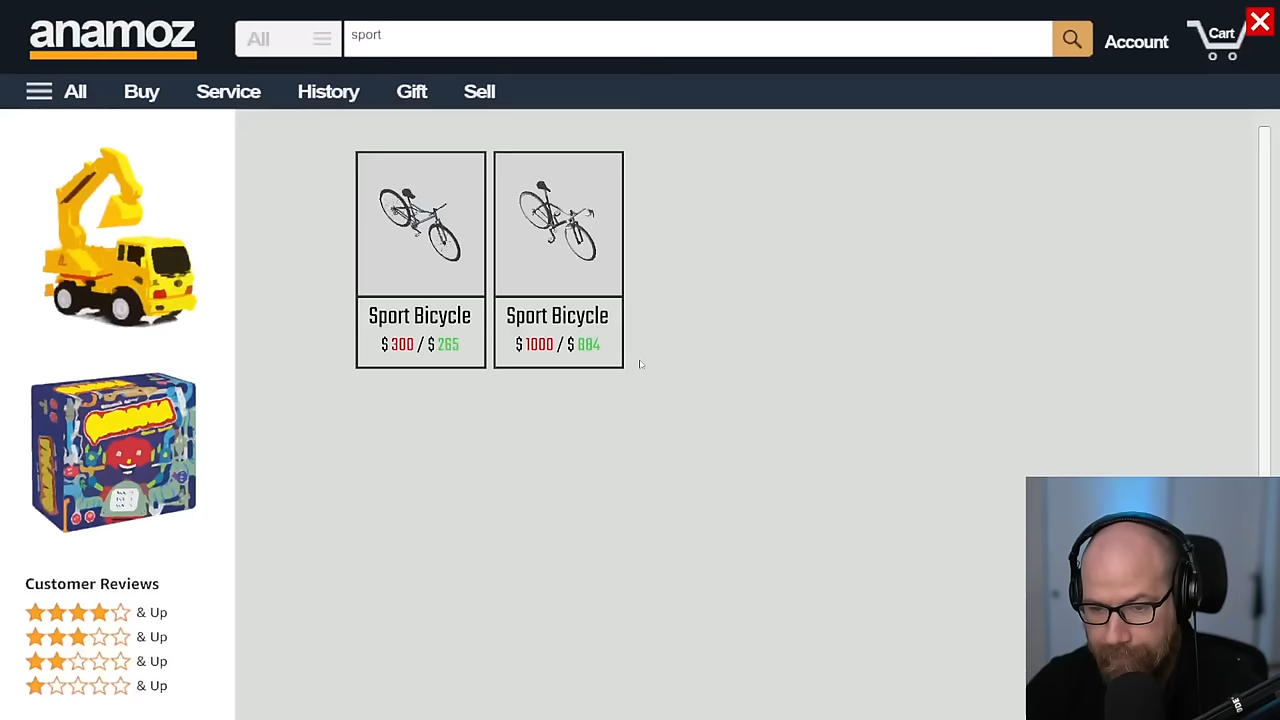 anamoz
All
sport
Account
Cart
All
Buy
Service
History
Gift
Sell
Sport Bicycle
$ 300 / $ 265
Sport Bicycle
$ 1000 / $ 884
Customer Reviews
& Up
& Up
& Up
& Up